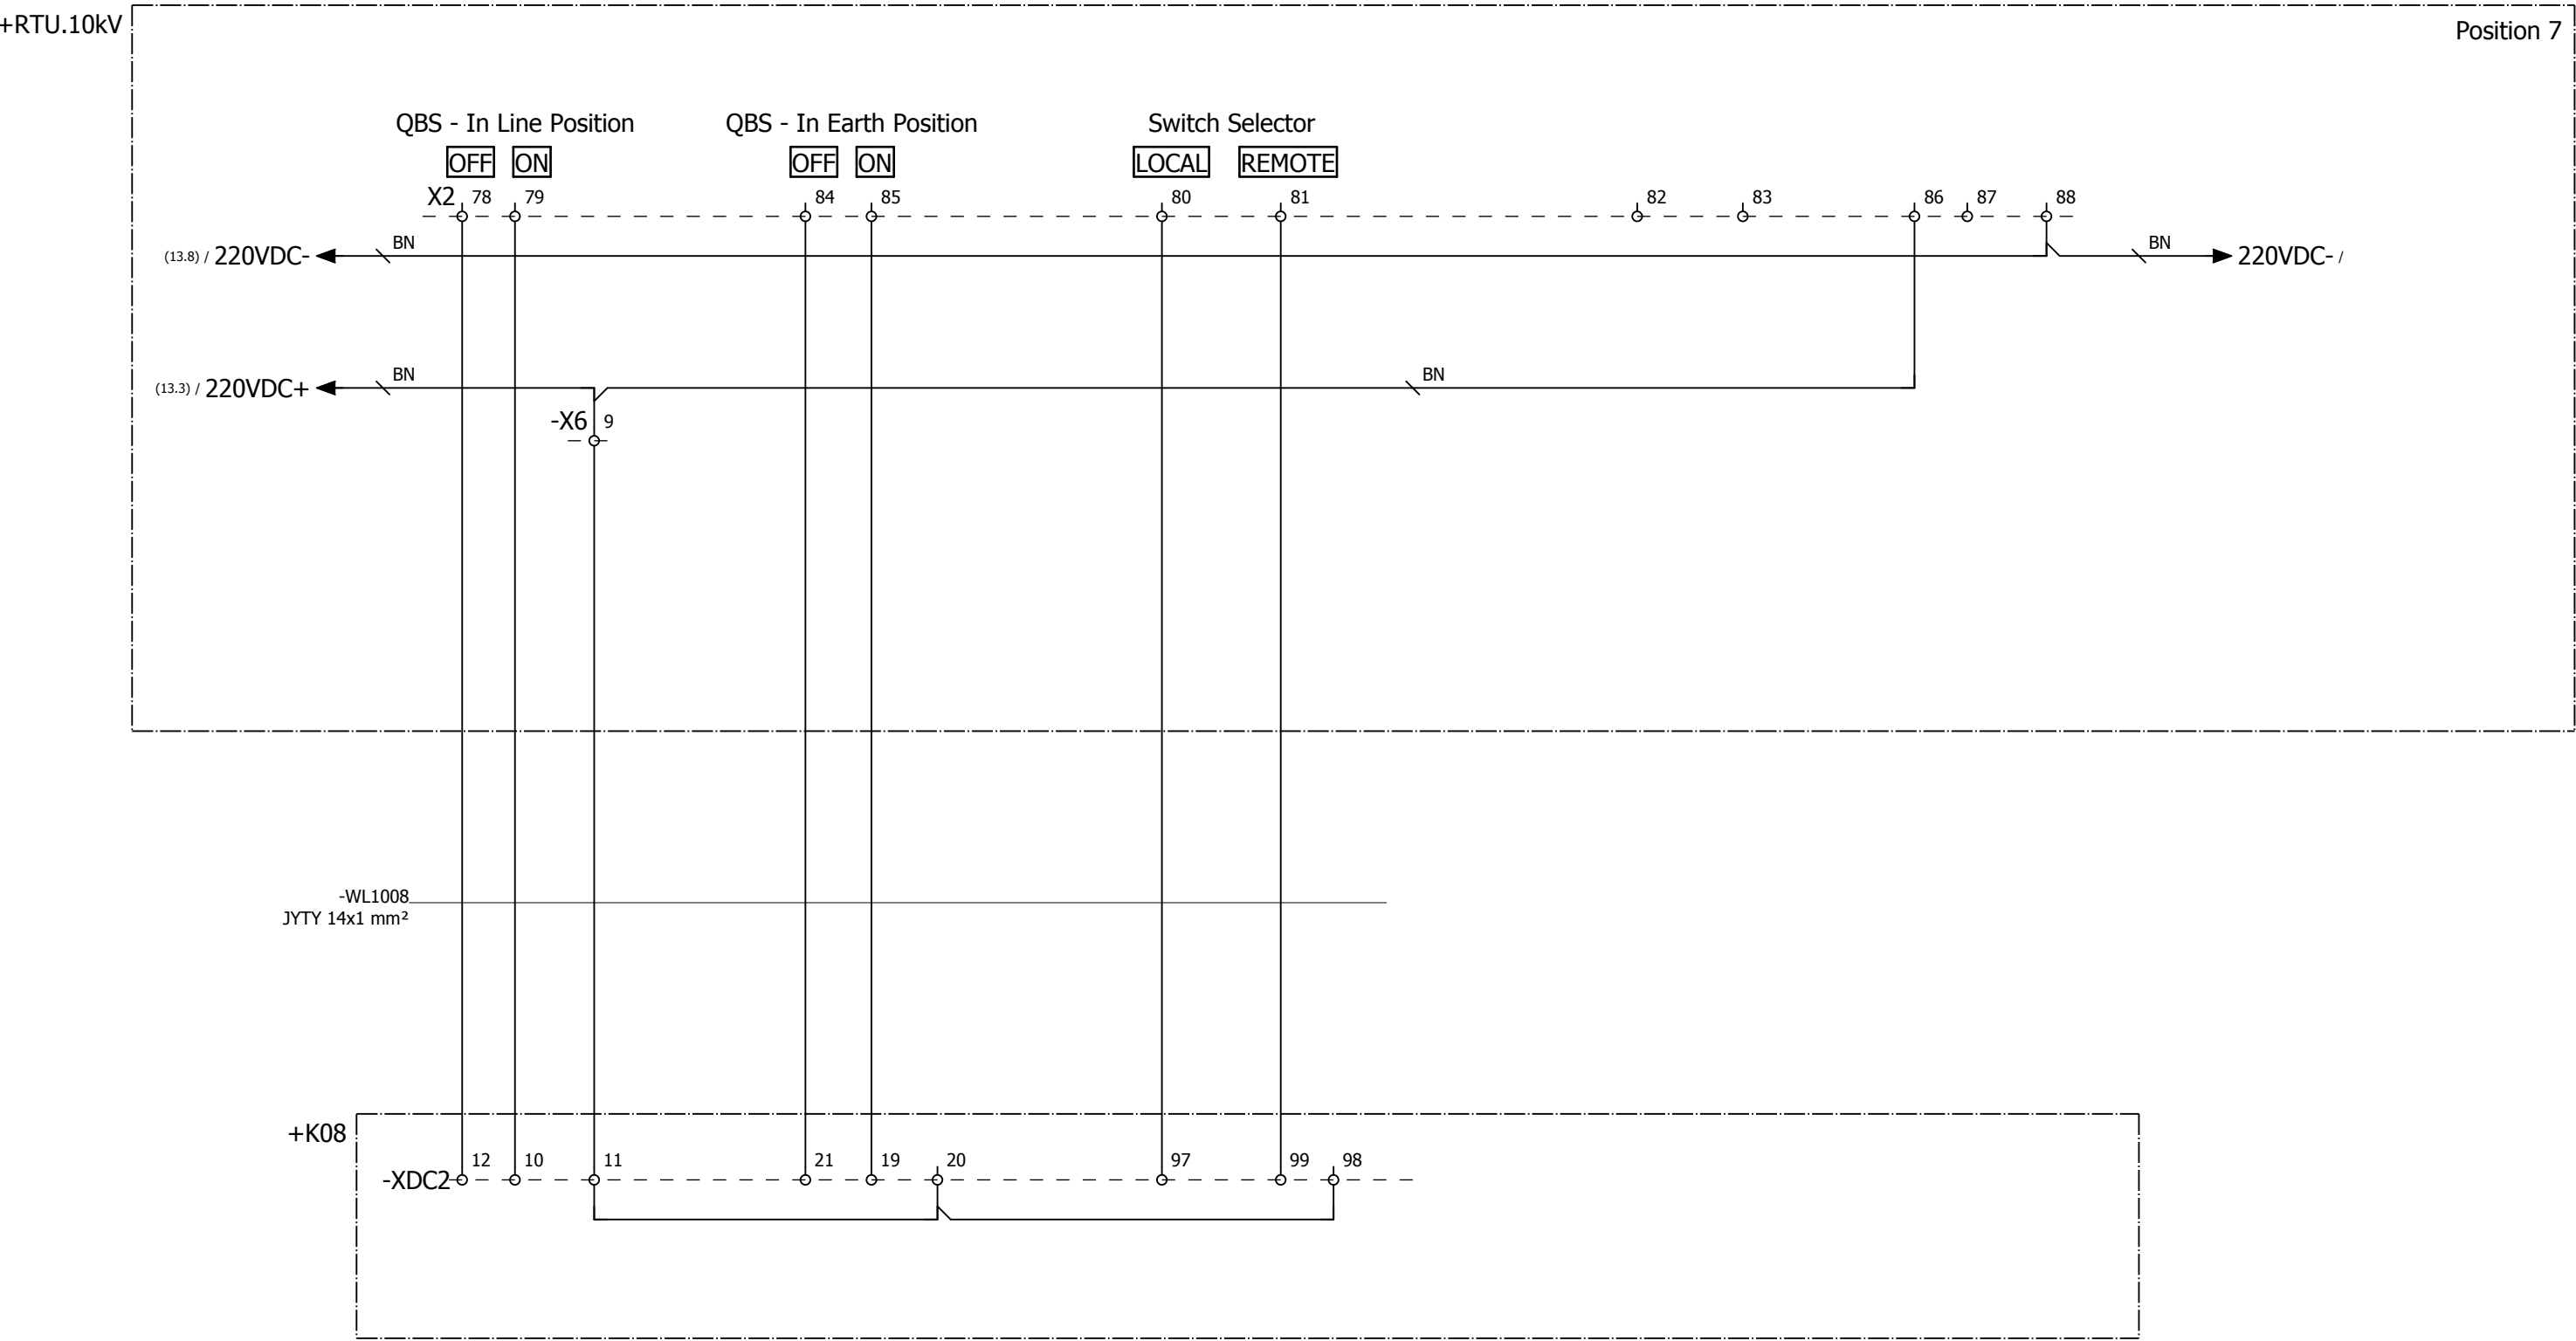 +RTU.10kV
Position 7
QBS - In Line Position QBS - In Earth Position Switch Selector
OFF ON OFF ON LOCAL REMOTE
X2 78 79 84 85 80 81 82 83 86 87 88
(13.8) / 220VDC- BN BN 220VDC- /
(13.3) / 220VDC+ BN BN
-X6 9
-WL1008
JYTY 14x1 mm²
+K08
-XDC2 12 10 11 21 19 20 97 99 98